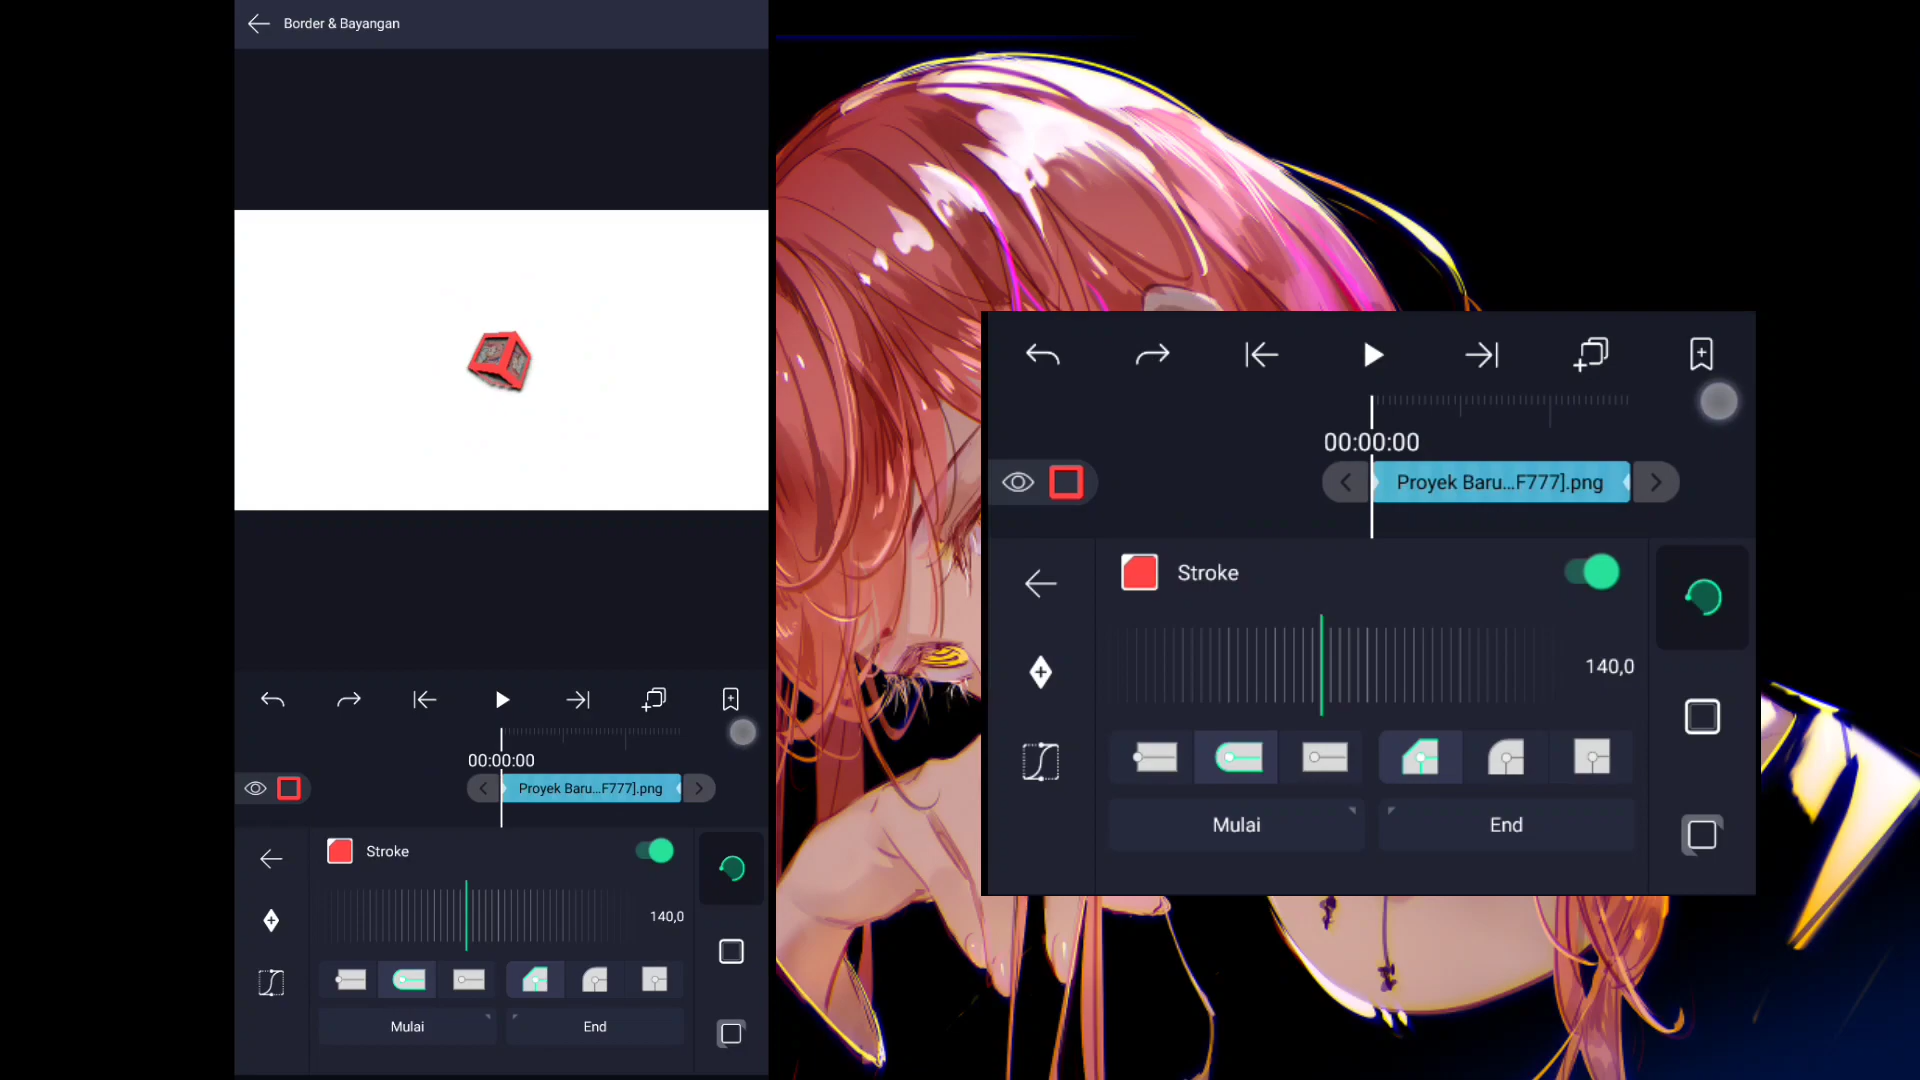 Border & Bayangan
00:00:00
Proyek Baru...F777].png
Stroke
140,0
Mulai
End
00:00:00
Proyek Baru...F777].png
Stroke
140,0
Mulai
End